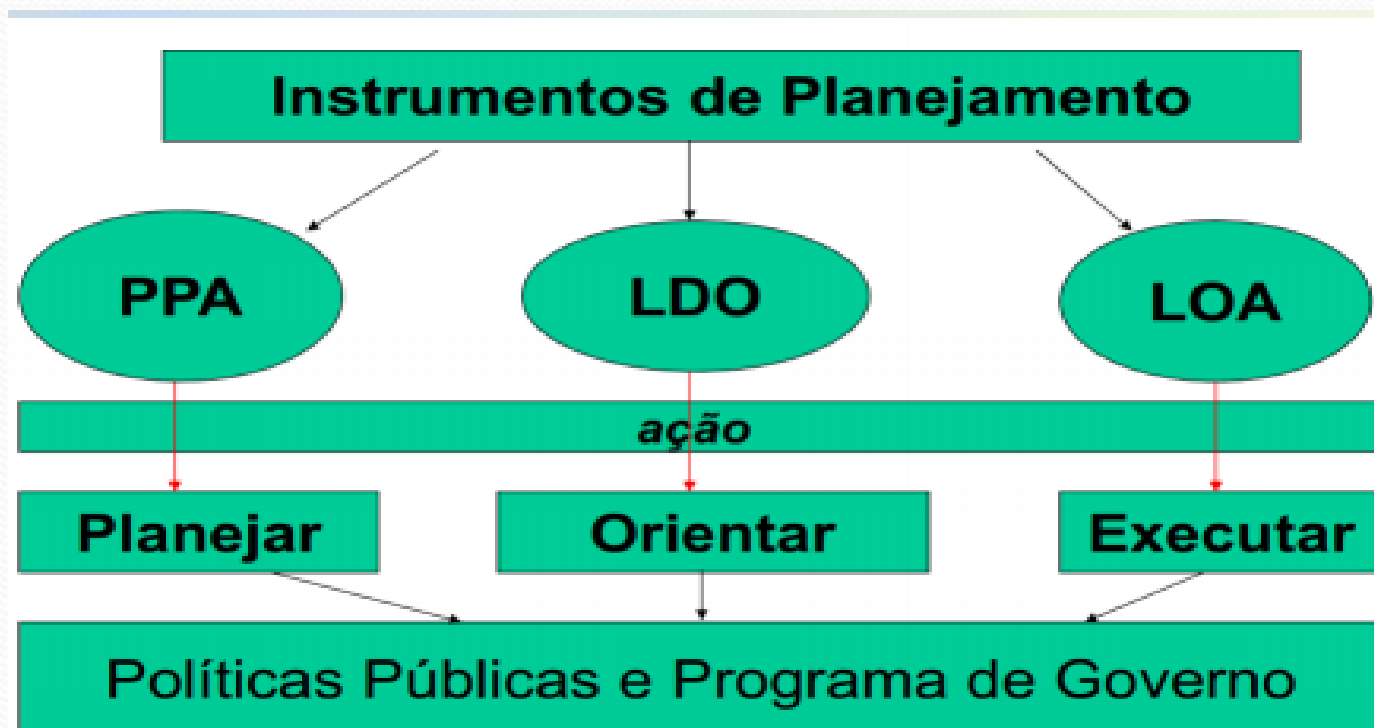 Instrumentos de Planejamento
PPA
LDO
LOA
ação
Planejar
Orientar
Executar
Políticas Públicas e Programa de Governo